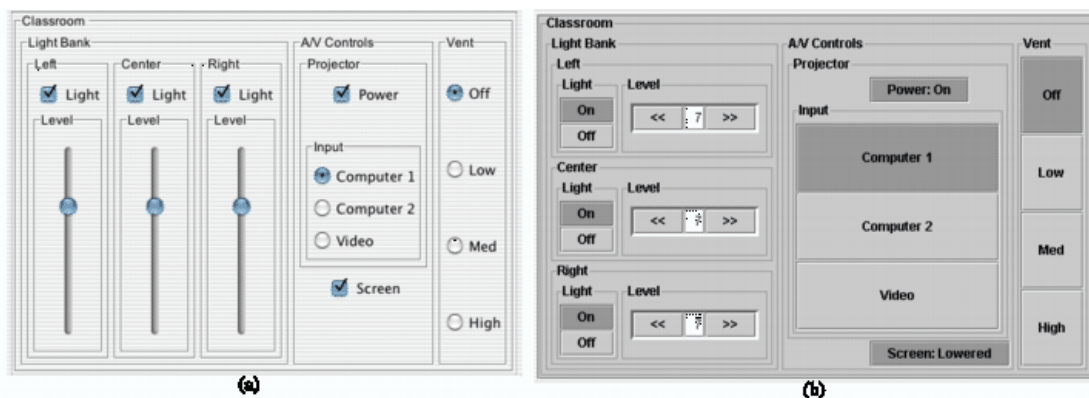 Classroom
Light Bank
Left
Light
Level
Center
Light
Level
Right
Light
Level
A/V Controls
Projector
Power
Input
Computer 1
Computer 2
Video
Screen
Vent
Off
Low
Med
High
(a)
Classroom
Light Bank
Left
Light
On
Off
Level
<< 7 >>
Center
Light
On
Off
Level
<< >>
Right
Light
On
Off
Level
<< >>
A/V Controls
Projector
Power: On
Input
Computer 1
Computer 2
Video
Screen: Lowered
Vent
Off
Low
Med
High
(b)